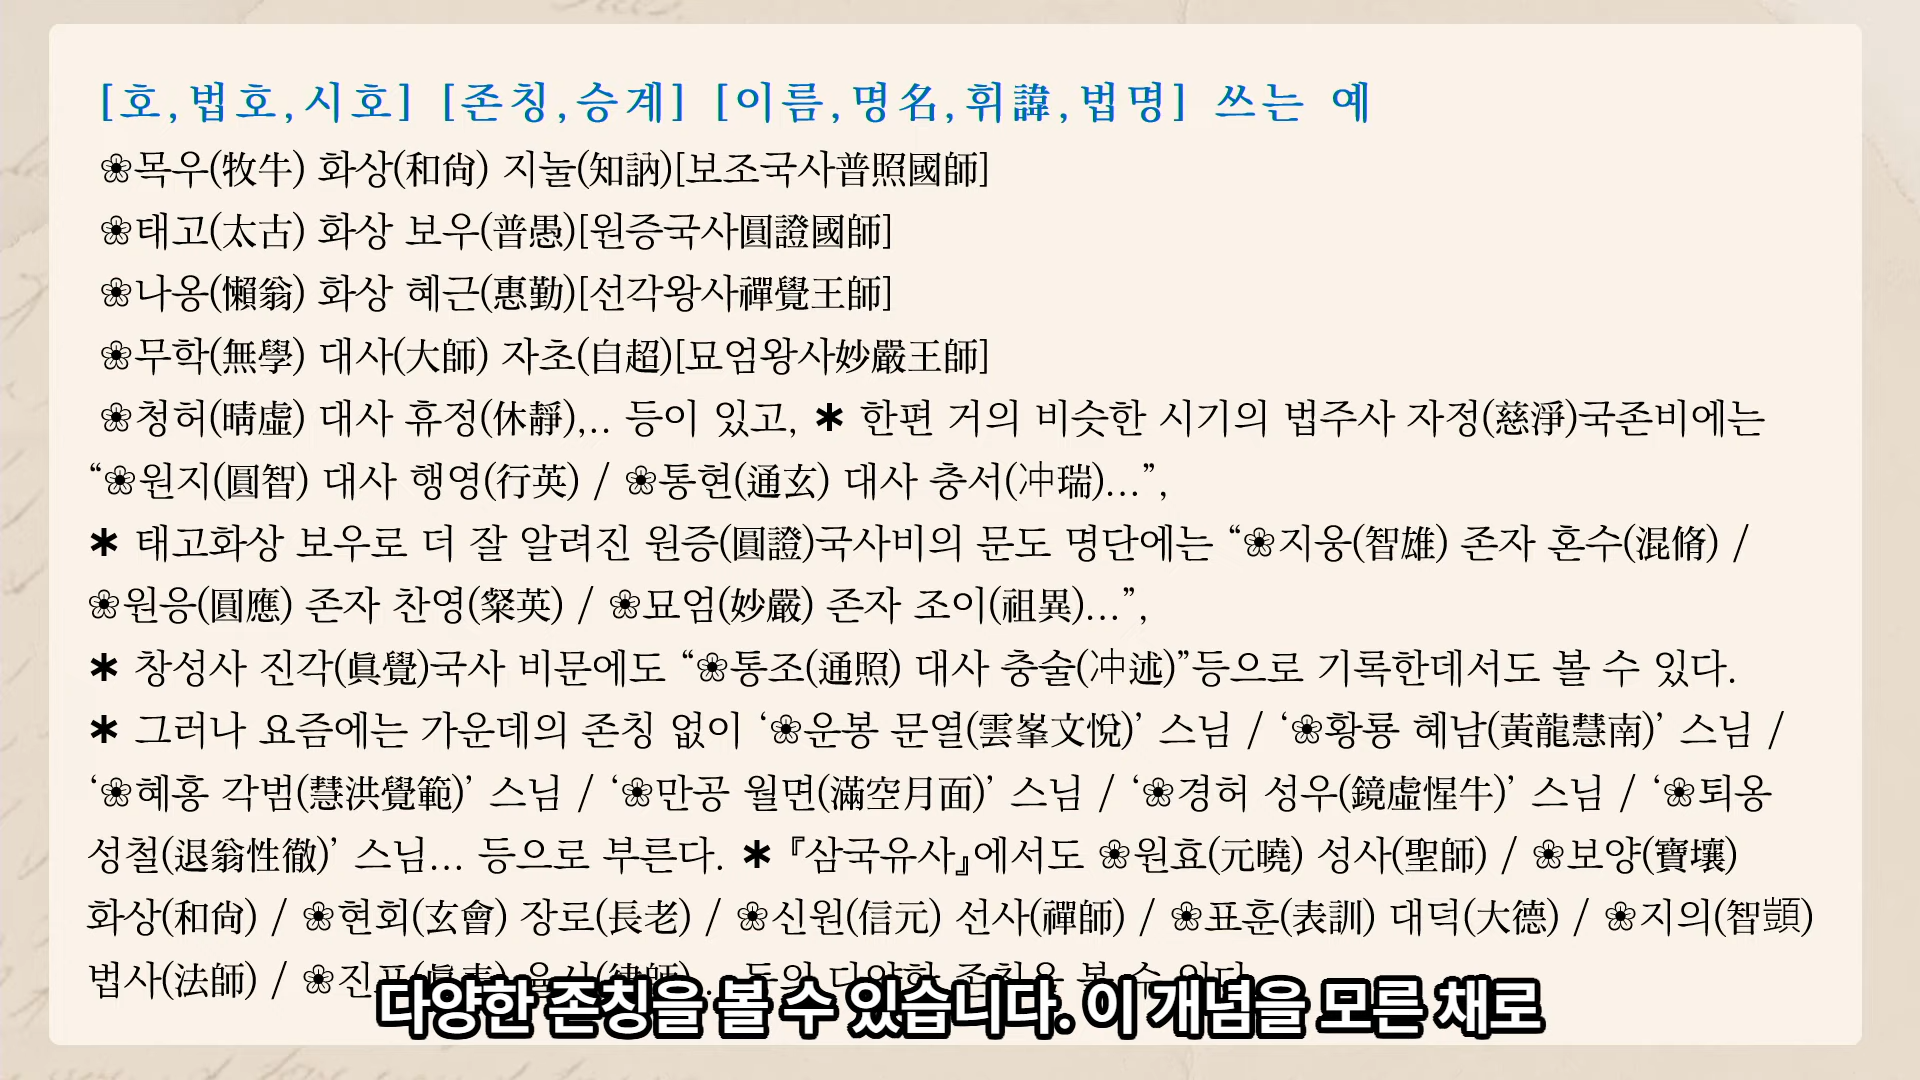 [호,법호,시호] [존칭,승계] [이름,명名,휘諱,법명] 쓰는 예
❀목우(牧牛) 화상(和尙) 지눌(知訥)[보조국사普照國師]
❀태고(太古) 화상 보우(普愚)[원증국사圓證國師]
❀나옹(懶翁) 화상 혜근(惠勤)[선각왕사禪覺王師]
❀무학(無學) 대사(大師) 자초(自超)[묘엄왕사妙嚴王師]
❀청허(晴虛) 대사 휴정(休靜),.. 등이 있고, ✱ 한편 거의 비슷한 시기의 법주사 자정(慈淨)국존비에는
“❀원지(圓智) 대사 행영(行英) / ❀통현(通玄) 대사 충서(冲瑞)...”,
✱ 태고화상 보우로 더 잘 알려진 원증(圓證)국사비의 문도 명단에는 “❀지웅(智雄) 존자 혼수(混脩) /
❀원응(圓應) 존자 찬영(粲英) / ❀묘엄(妙嚴) 존자 조이(祖異)...”,
✱ 창성사 진각(眞覺)국사 비문에도 “❀통조(通照) 대사 충술(冲述)”등으로 기록한데서도 볼 수 있다.
✱ 그러나 요즘에는 가운데의 존칭 없이 ‘❀운봉 문열(雲峯文悅)’ 스님 / ‘❀황룡 혜남(黃龍慧南)’ 스님 /
‘❀혜홍 각범(慧洪覺範)’ 스님 / ‘❀만공 월면(滿空月面)’ 스님 / ‘❀경허 성우(鏡虛惺牛)’ 스님 / ‘❀퇴옹
성철(退翁性徹)’ 스님... 등으로 부른다. ✱『삼국유사』에서도 ❀원효(元曉) 성사(聖師) / ❀보양(寶壤)
화상(和尙) / ❀현회(玄會) 장로(長老) / ❀신원(信元) 선사(禪師) / ❀표훈(表訓) 대덕(大德) / ❀지의(智顗)
법사(法師) / ❀진표(眞表) 율사(律師)... 등의 다양한 존칭을 볼 수 있다.
다양한 존칭을 볼 수 있습니다. 이 개념을 모른 채로